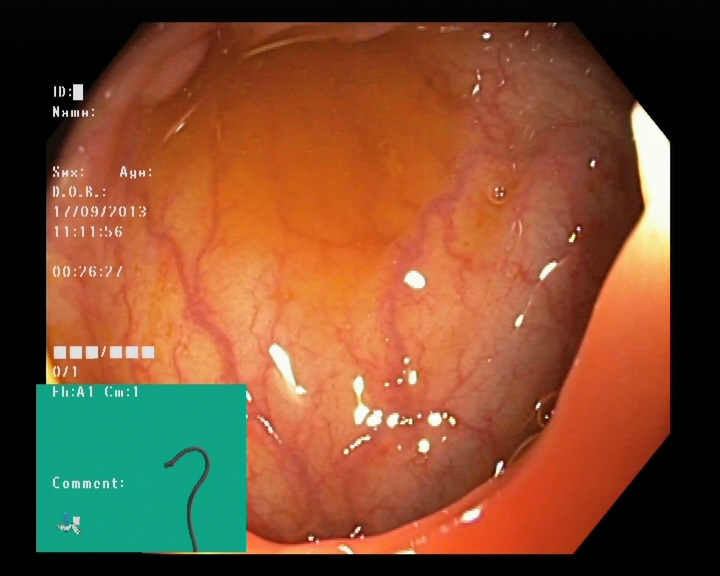 ID:
Name:
Sex: Age:
D.O.B.:
17/09/2013
11:11:56
00:26:27
/
0/1
Eh:A1 Cm:1
Comment: